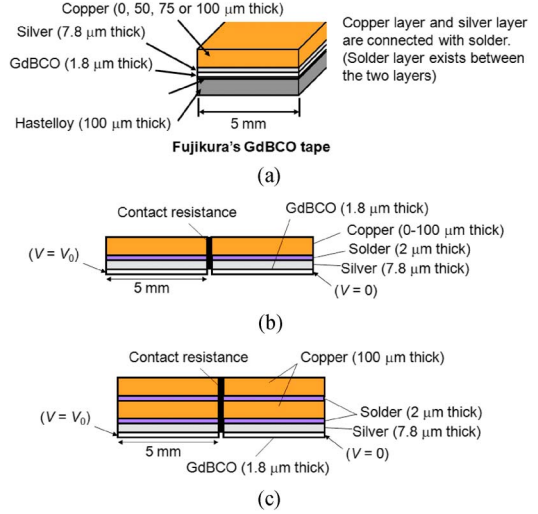 Copper (0, 50, 75 or 100 μm thick)
Silver (7.8 μm thick)
GdBCO (1.8 μm thick)
Hastelloy (100 μm thick)
5 mm
Copper layer and silver layer
are connected with solder.
(Solder layer exists between
the two layers)
Fujikura's GdBCO tape
(a)
GdBCO (1.8 μm thick)
Contact resistance
Copper (0-100 μm thick)
(V = V0)
Solder (2 μm thick)
Silver (7.8 μm thick)
5 mm
(V = 0)
(b)
Contact resistance
Copper (100 μm thick)
(V = V0)
Solder (2 μm thick)
Silver (7.8 μm thick)
5 mm
(V = 0)
GdBCO (1.8 μm thick)
(c)